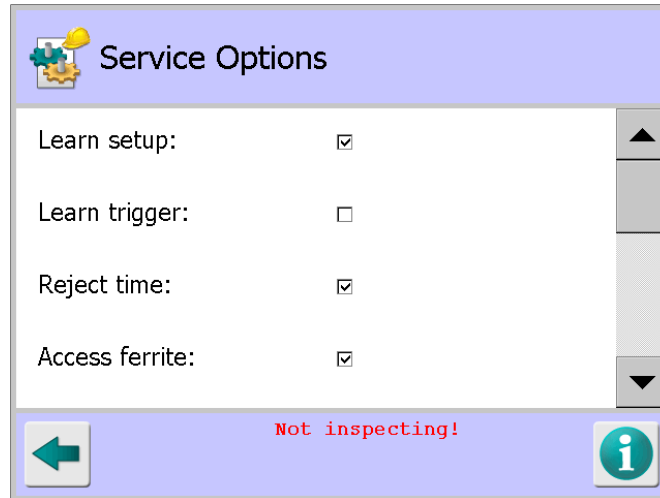 Service Options
Learn setup:
Learn trigger:
Reject time:
Access ferrite:
Not inspecting!